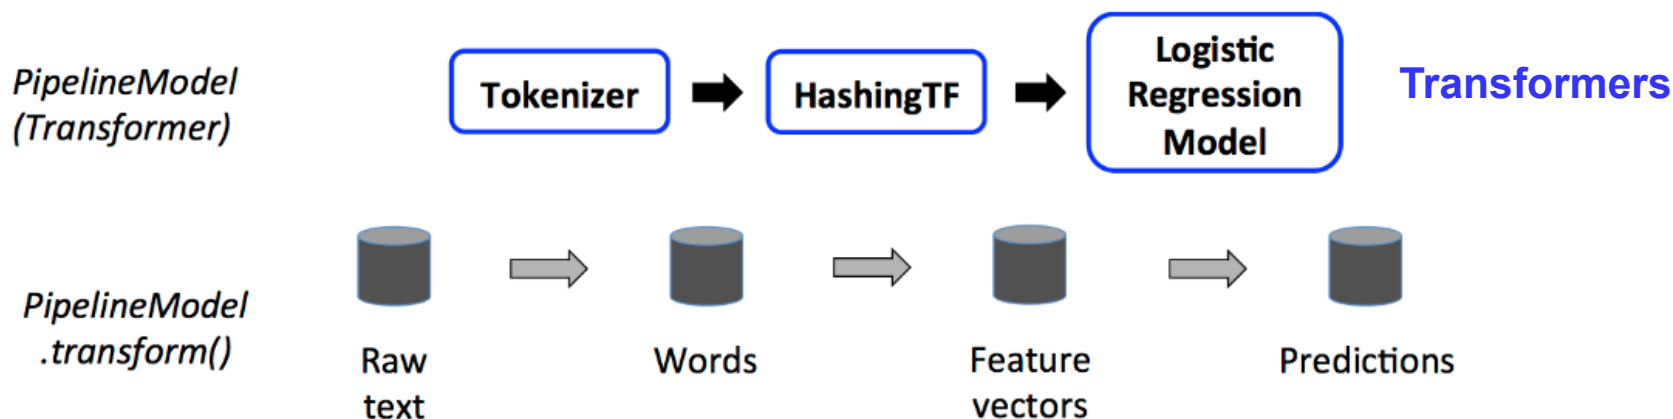 PipelineModel
(Transformer)
Tokenizer
HashingTF
Logistic
Regression
Model
Transformers
PipelineModel
.transform()
Raw
text
Words
Feature
vectors
Predictions